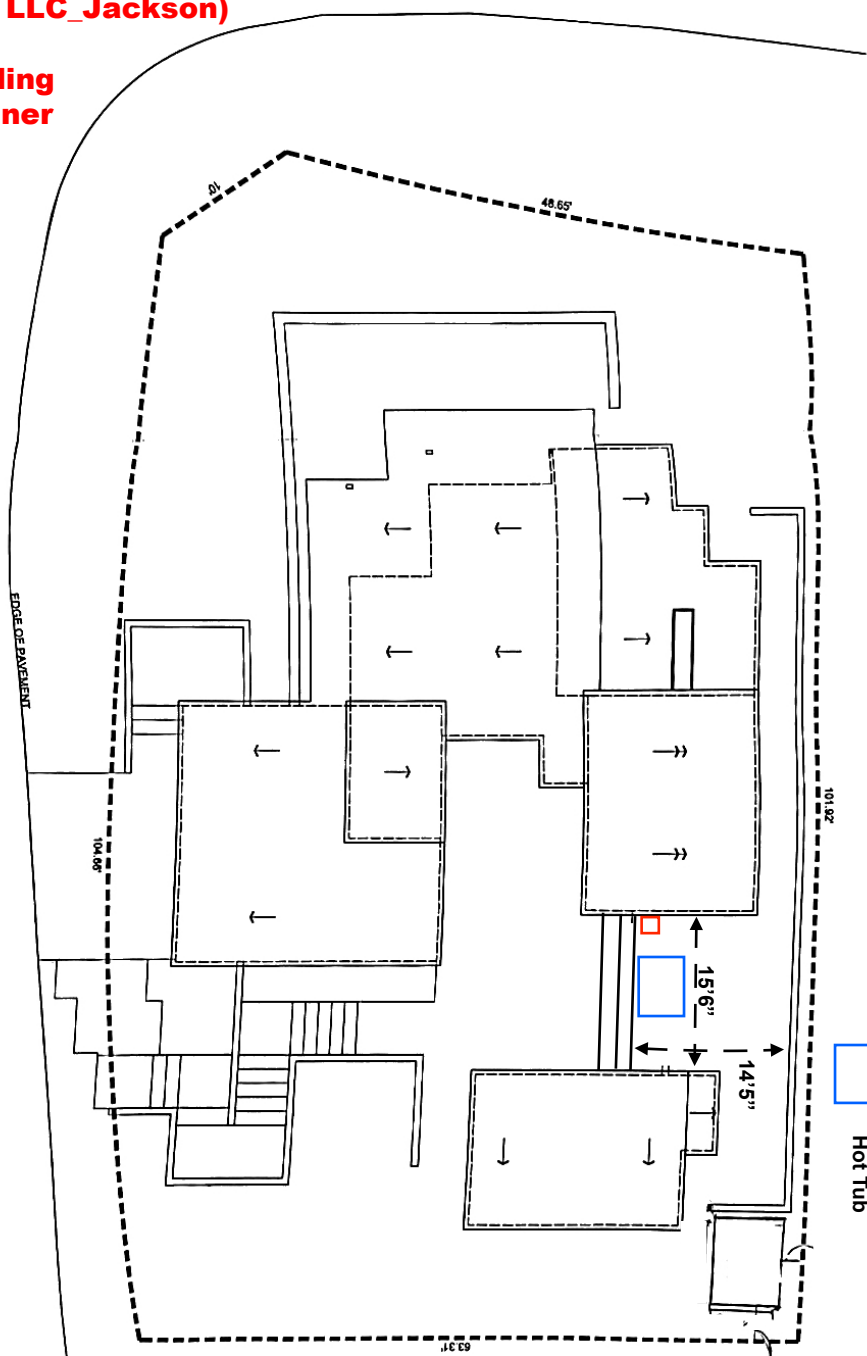 LLC_Jackson)
ling
ner
10'
48.65'
EDGE OF PAVEMENT
101.92'
104.66'
15'6"
14'5"
Hot Tub
63.31'